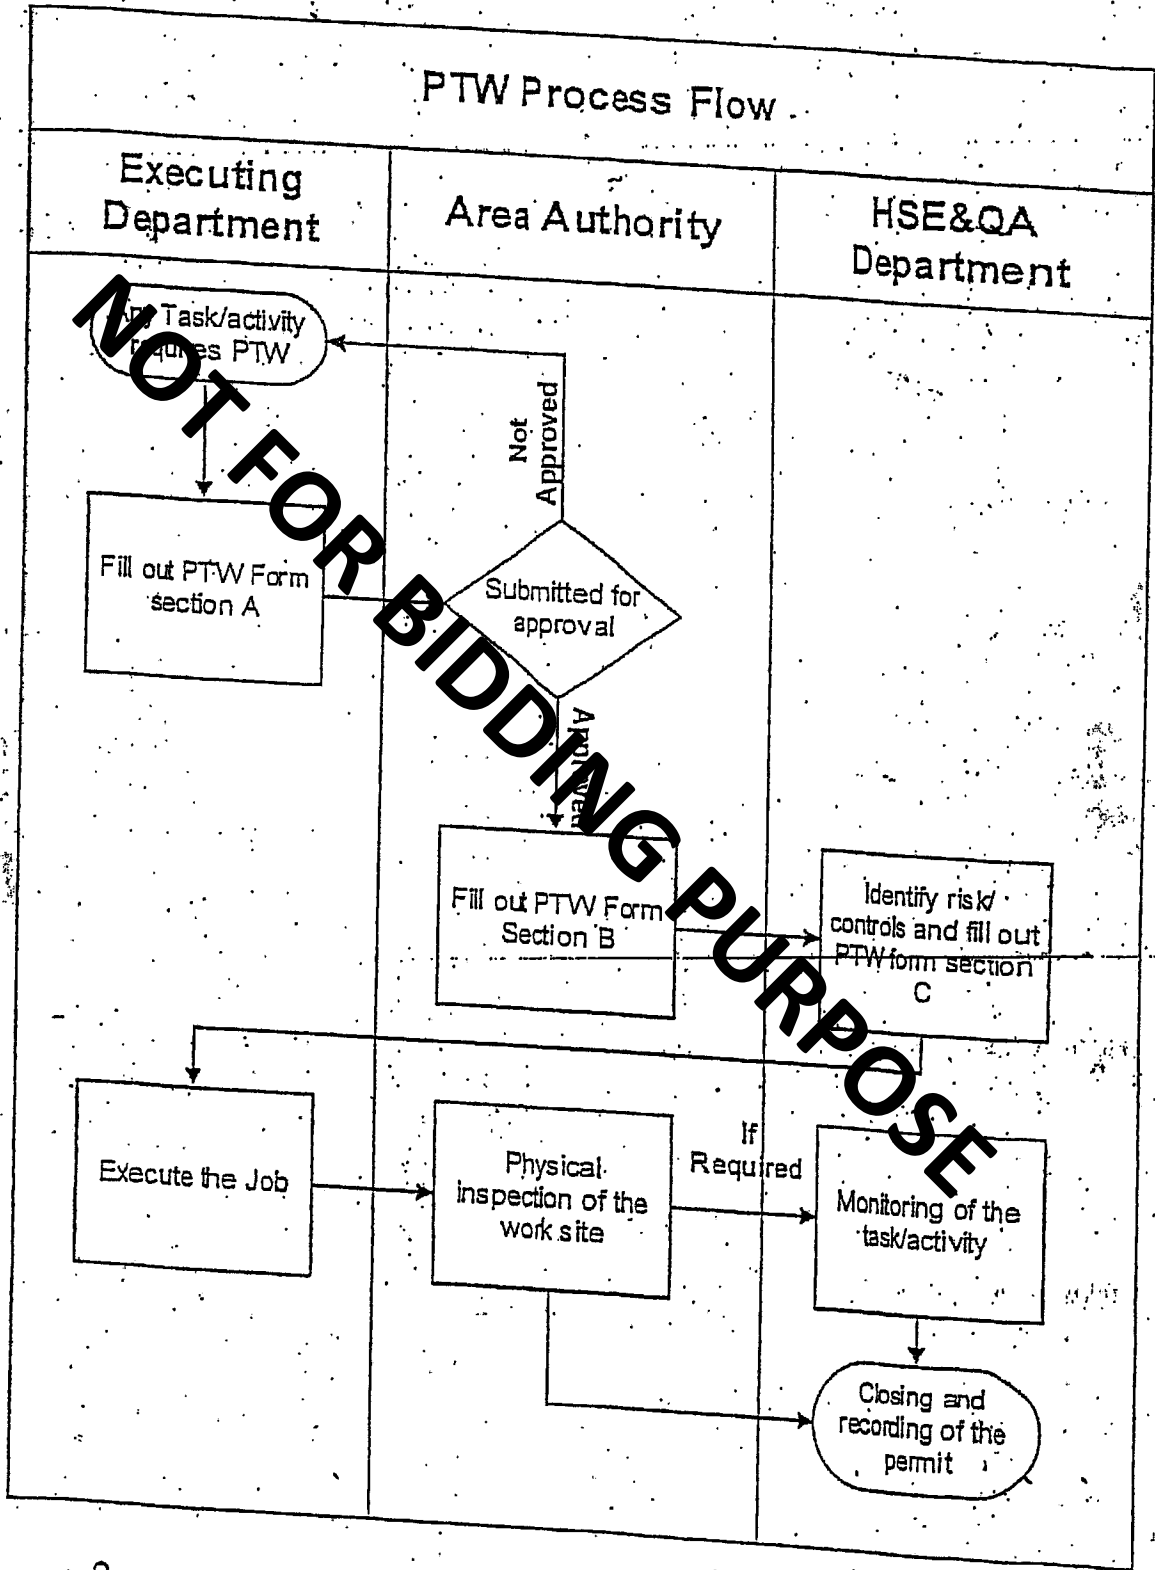 PTW Process Flow
Executing
Department
Area Authority
HSE&QA
Department
Any Task/activity
requires PTW
Not
Approved
Fill out PTW Form
section A
Submitted for
approval
Approved
Fill out PTW Form
Section B
Identify risk/
controls and fill out
PTW form section
C
Execute the Job
Physical
inspection of the
work site
If
Required
Monitoring of the
task/activity
Closing and
recording of the
permit
NOT FOR BIDDING PURPOSE